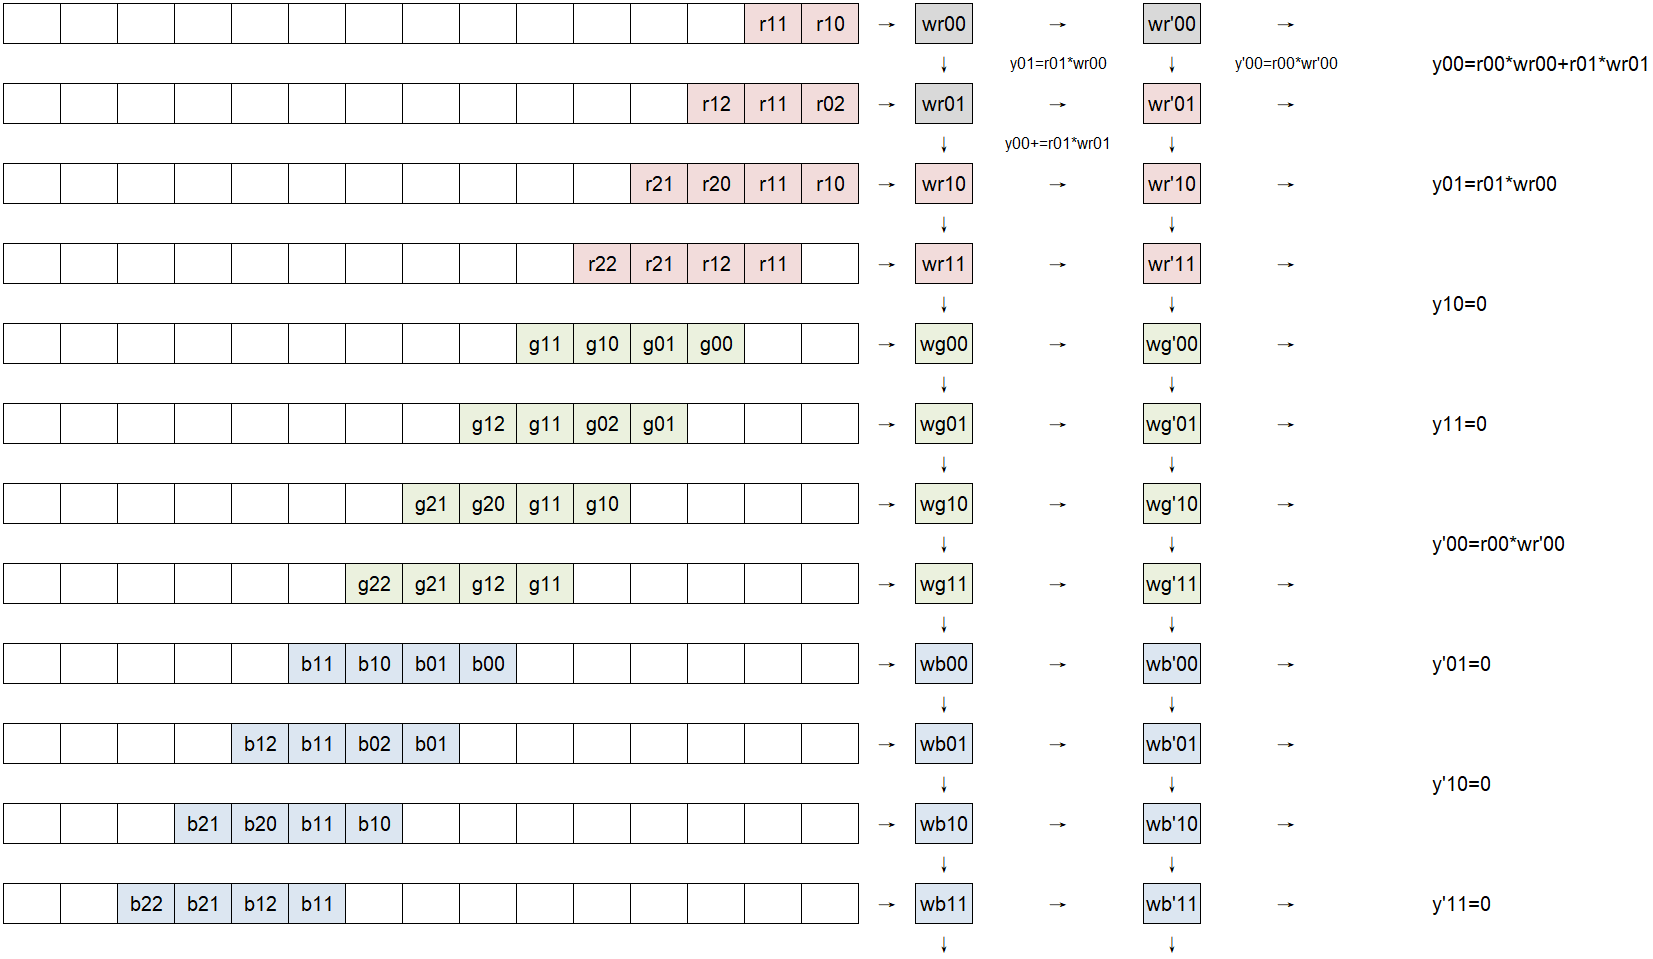 r11 r10 → wr00 → wr'00 →
↓ y01=r01*wr00 ↓ y'00=r00*wr'00 y00=r00*wr00+r01*wr01
r12 r11 r02 → wr01 → wr'01 →
↓ y00+=r01*wr01 ↓
r21 r20 r11 r10 → wr10 → wr'10 → y01=r01*wr00
↓ ↓
r22 r21 r12 r11 → wr11 → wr'11 →
↓ ↓ y10=0
g11 g10 g01 g00 → wg00 → wg'00 →
↓ ↓
g12 g11 g02 g01 → wg01 → wg'01 → y11=0
↓ ↓
g21 g20 g11 g10 → wg10 → wg'10 →
↓ ↓ y'00=r00*wr'00
g22 g21 g12 g11 → wg11 → wg'11 →
↓ ↓
b11 b10 b01 b00 → wb00 → wb'00 → y'01=0
↓ ↓
b12 b11 b02 b01 → wb01 → wb'01 →
↓ ↓ y'10=0
b21 b20 b11 b10 → wb10 → wb'10 →
↓ ↓
b22 b21 b12 b11 → wb11 → wb'11 → y'11=0
↓ ↓